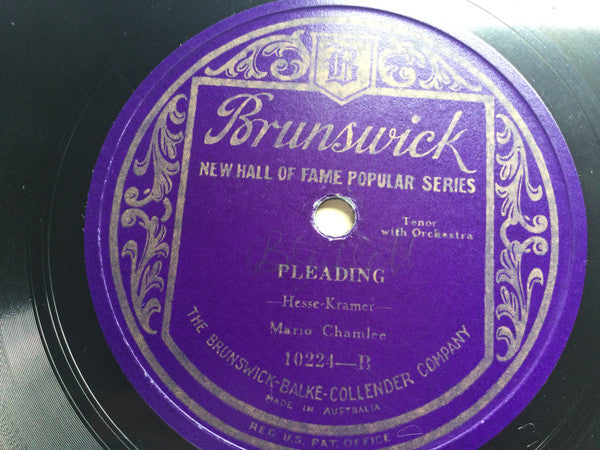 B
Brunswick
NEW HALL OF FAME POPULAR SERIES
Tenor
with Orchestra
PLEADING
—Hesse-Kramer—
Mario Chamlee
10224—B
THE BRUNSWICK-BALKE-COLLENDER COMPANY
MADE IN AUSTRALIA
REG U.S. PAT. OFFICE